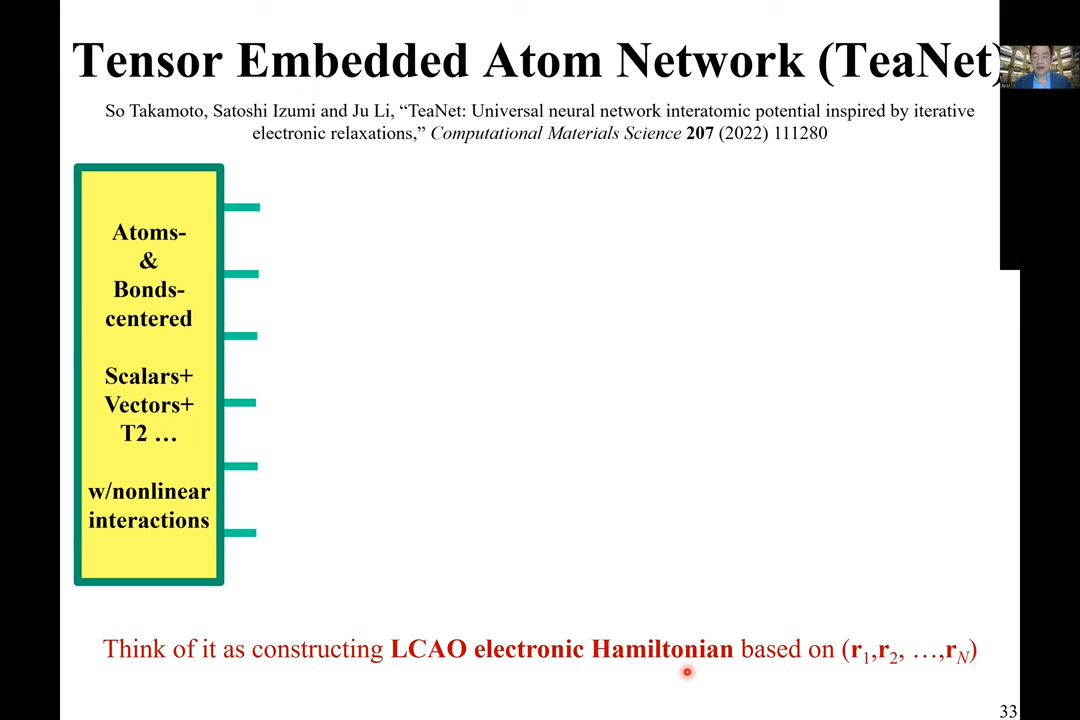 Tensor Embedded Atom Network (TeaNet)
So Takamoto, Satoshi Izumi and Ju Li, “TeaNet: Universal neural network interatomic potential inspired by iterative
electronic relaxations,” Computational Materials Science 207 (2022) 111280
Atoms-
&
Bonds-
centered
Scalars+
Vectors+
T2 …
w/nonlinear
interactions
Think of it as constructing LCAO electronic Hamiltonian based on (r1,r2, …,rN)
33